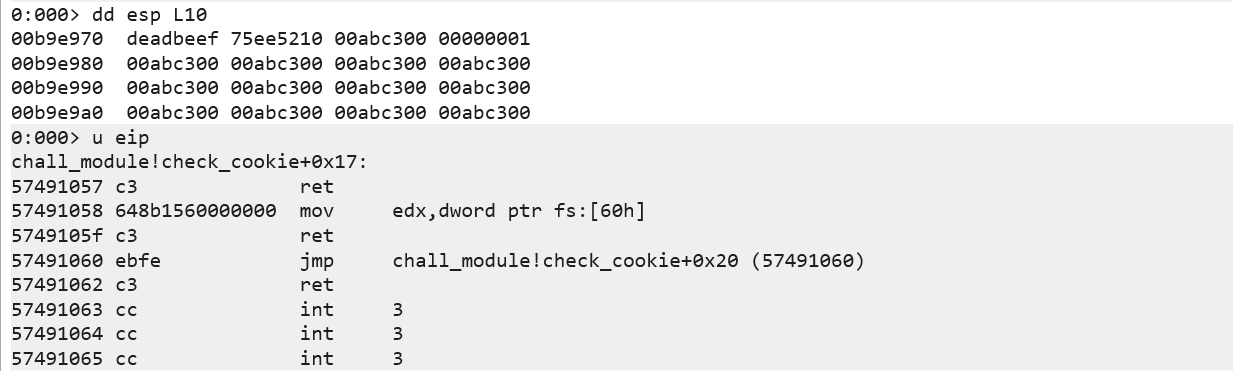 0:000> dd esp L10
00b9e970  deadbeef 75ee5210 00abc300 00000001
00b9e980  00abc300 00abc300 00abc300 00abc300
00b9e990  00abc300 00abc300 00abc300 00abc300
00b9e9a0  00abc300 00abc300 00abc300 00abc300
0:000> u eip
chall_module!check_cookie+0x17:
57491057 c3              ret
57491058 648b1560000000  mov     edx,dword ptr fs:[60h]
5749105f c3              ret
57491060 ebfe            jmp     chall_module!check_cookie+0x20 (57491060)
57491062 c3              ret
57491063 cc              int     3
57491064 cc              int     3
57491065 cc              int     3